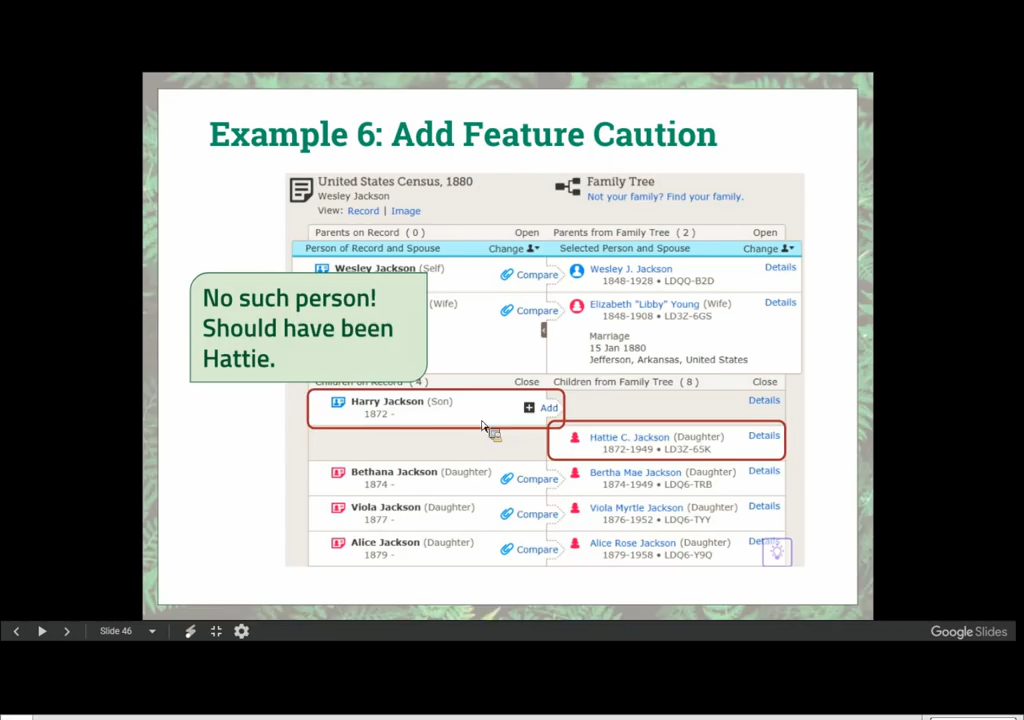 Example 6: Add Feature Caution
United States Census, 1880
Wesley Jackson
View: Record | Image
Family Tree
Not your family? Find your family.
Parents on Record ( 0 ) Open Parents from Family Tree ( 2 ) Open
Person of Record and Spouse Change Selected Person and Spouse Change
Wesley Jackson (Self) Compare Wesley J. Jackson Details
1848-1928 • LDQQ-B2D
(Wife) Compare Elizabeth "Libby" Young (Wife) Details
1848-1908 • LD3Z-6GS
Marriage
15 Jan 1880
Jefferson, Arkansas, United States
No such person!
Should have been
Hattie.
Children on Record ( 4 ) Close Children from Family Tree ( 8 ) Close
Harry Jackson (Son) Add Details
1872 -
Hattie C. Jackson (Daughter) Details
1872-1949 • LD3Z-65K
Bethana Jackson (Daughter) Compare Bertha Mae Jackson (Daughter) Details
1874 - 1874-1949 • LDQ6-TRB
Viola Jackson (Daughter) Compare Viola Myrtle Jackson (Daughter) Details
1877 - 1876-1952 • LDQ6-TYY
Alice Jackson (Daughter) Compare Alice Rose Jackson (Daughter) Details
1879 - 1879-1958 • LDQ6-Y9Q
Slide 46
Google Slides